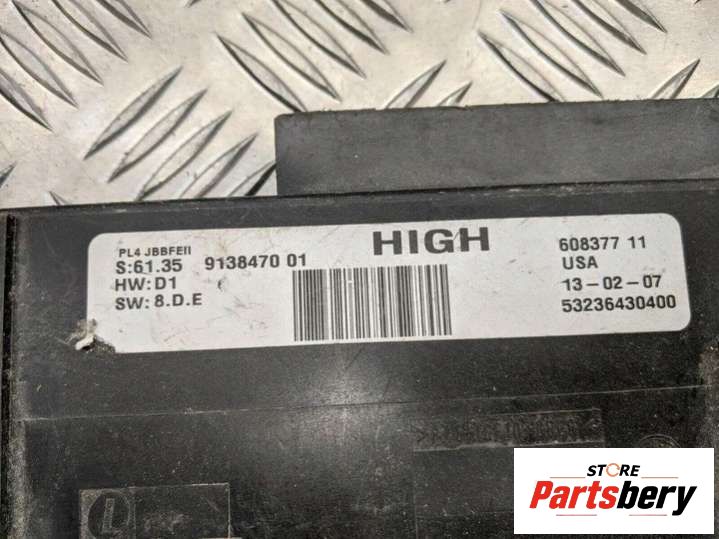 PL4 JBBFEII
S:61.35 9138470 01
HW:D1
SW:8.D.E
HIGH
608377 11
USA
13-02-07
53236430400
STORE
Partsbery